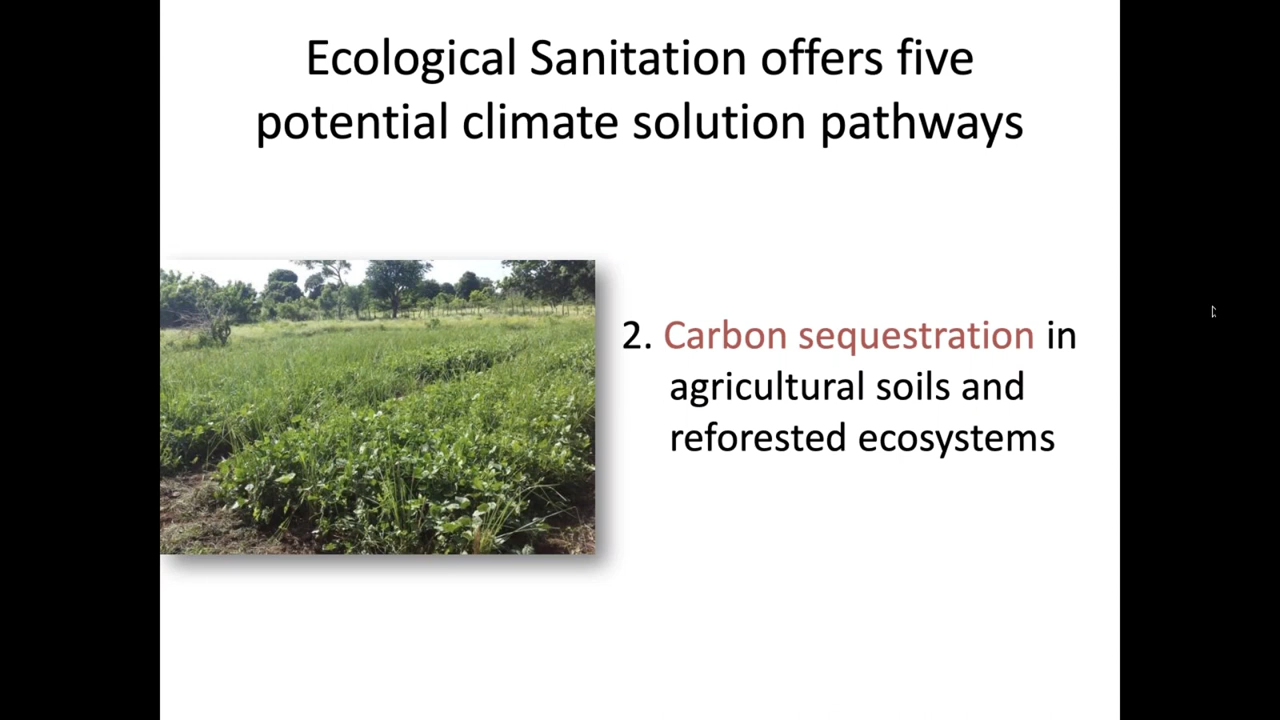 Ecological Sanitation offers five
potential climate solution pathways
2. Carbon sequestration in
agricultural soils and
reforested ecosystems